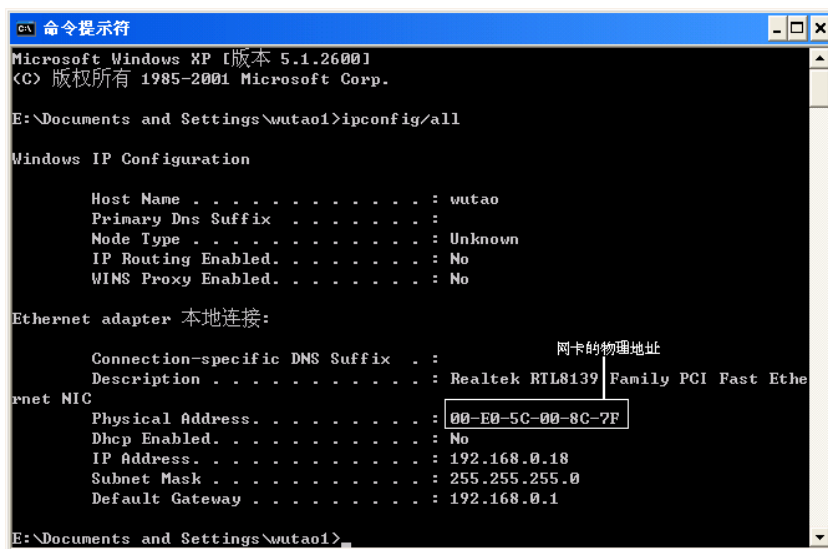 命令提示符
Microsoft Windows XP [版本 5.1.2600]
(C) 版权所有 1985-2001 Microsoft Corp.
E:\Documents and Settings\wutao1>ipconfig/all
Windows IP Configuration
Host Name . . . . . . . . . . . . : wutao
Primary Dns Suffix . . . . . . . :
Node Type . . . . . . . . . . . . : Unknown
IP Routing Enabled. . . . . . . . : No
WINS Proxy Enabled. . . . . . . . : No
Ethernet adapter 本地连接:
网卡的物理地址
Connection-specific DNS Suffix . :
Description . . . . . . . . . . . : Realtek RTL8139 Family PCI Fast Ethe
rnet NIC
Physical Address. . . . . . . . . : 00-E0-5C-00-8C-7F
Dhcp Enabled. . . . . . . . . . . : No
IP Address. . . . . . . . . . . . : 192.168.0.18
Subnet Mask . . . . . . . . . . . : 255.255.255.0
Default Gateway . . . . . . . . . : 192.168.0.1
E:\Documents and Settings\wutao1>_